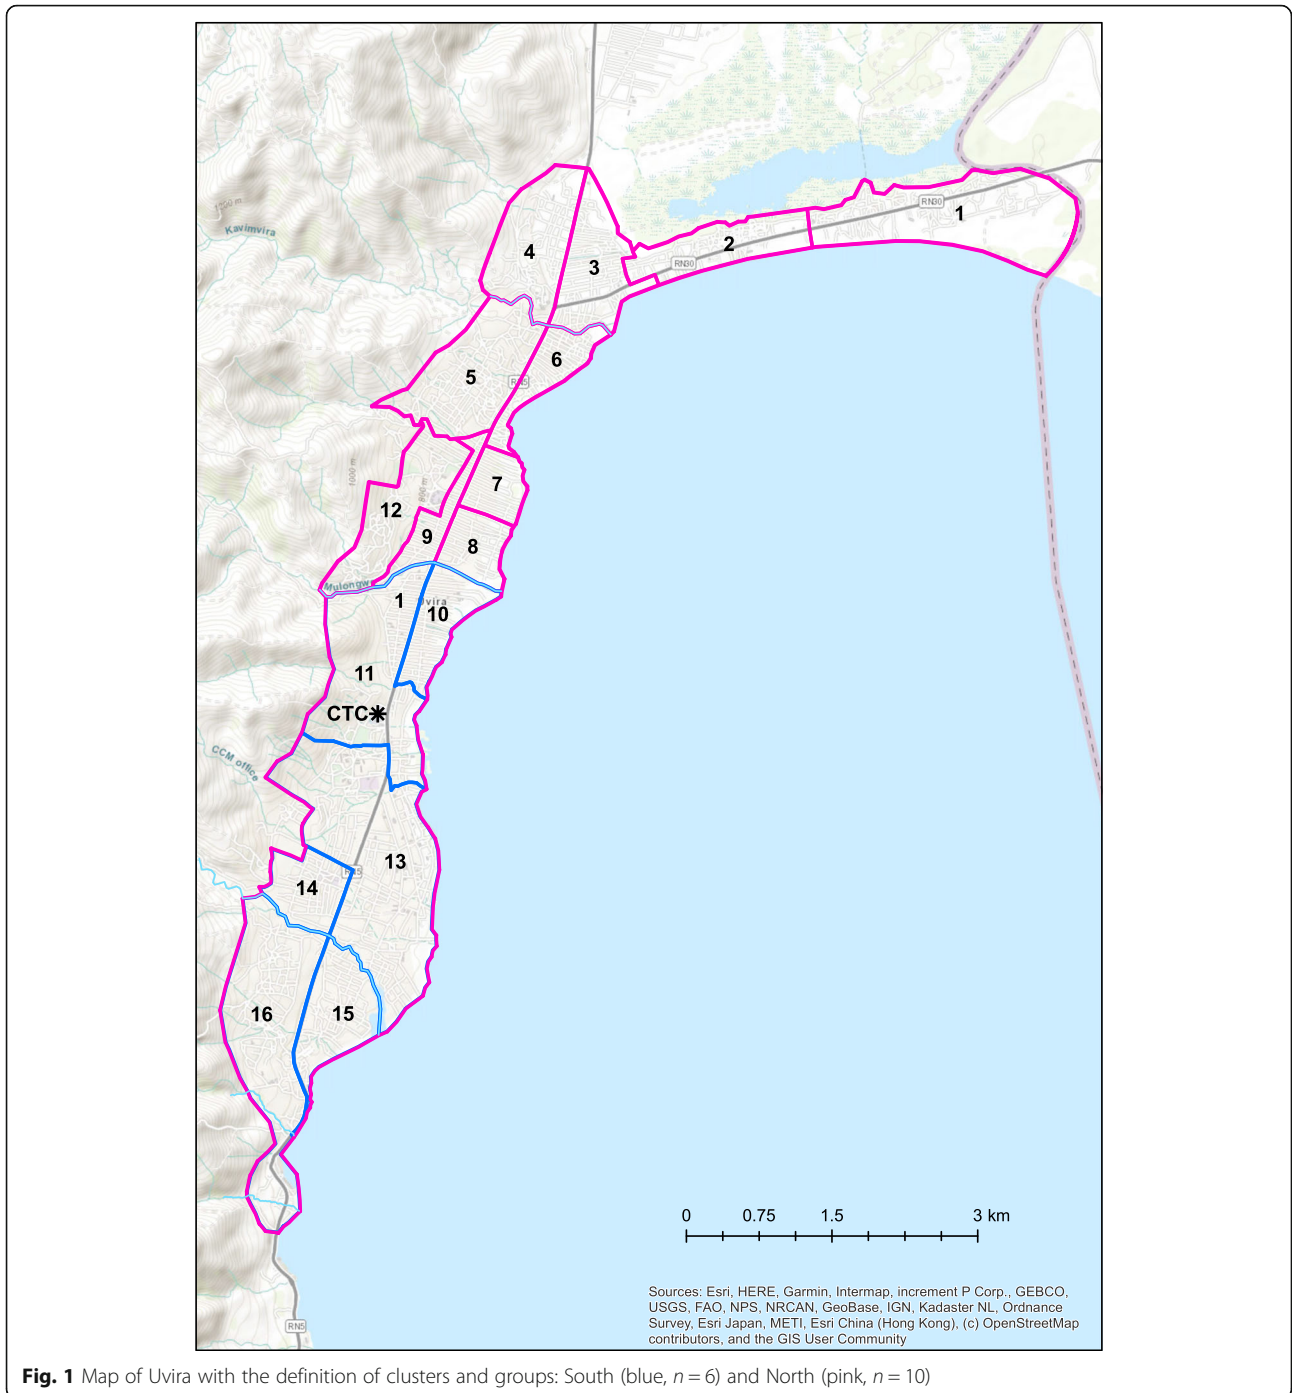 1200 m
Kavimvira
RN30
1
2
4
3
RN30
6
5
RN5
7
1000 m
800 m
12
9
8
Mulongw
1
Uvira
10
11
CTC
CCM office
13
RN5
14
16
15
0 0.75 1.5 3 km
Sources: Esri, HERE, Garmin, Intermap, increment P Corp., GEBCO,
USGS, FAO, NPS, NRCAN, GeoBase, IGN, Kadaster NL, Ordnance
Survey, Esri Japan, METI, Esri China (Hong Kong), (c) OpenStreetMap
contributors, and the GIS User Community
RN5
Fig. 1 Map of Uvira with the definition of clusters and groups: South (blue, n = 6) and North (pink, n = 10)